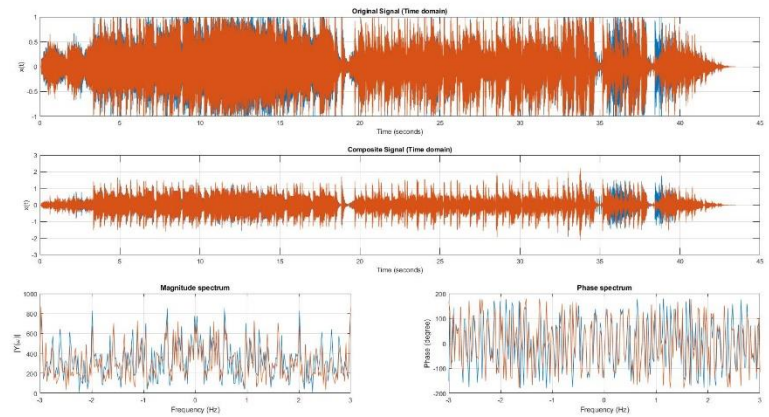 Original Signal (Time domain)
1
0.5
0
-0.5
-1
x(t)
0 5 10 15 20 25 30 35 40 45
Time (seconds)
Composite Signal (Time domain)
3
2
1
0
-1
-2
-3
x(t)
0 5 10 15 20 25 30 35 40 45
Time (seconds)
Magnitude spectrum
1000
800
600
400
200
0
-3 -2 -1 0 1 2 3
Frequency (Hz)
Phase spectrum
200
100
0
-100
-200
Phase (degree)
-3 -2 -1 0 1 2 3
Frequency (Hz)